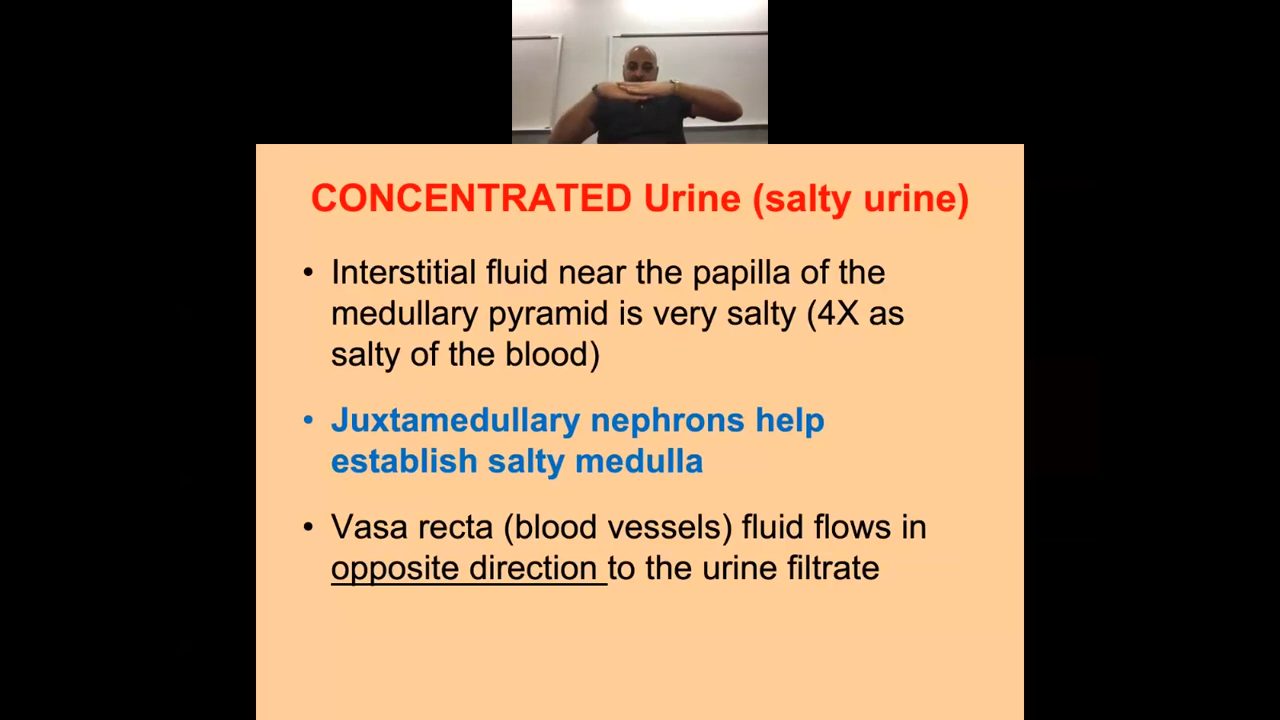 CONCENTRATED Urine (salty urine)
• Interstitial fluid near the papilla of the
medullary pyramid is very salty (4X as
salty of the blood)
• Juxtamedullary nephrons help
establish salty medulla
• Vasa recta (blood vessels) fluid flows in
opposite direction to the urine filtrate